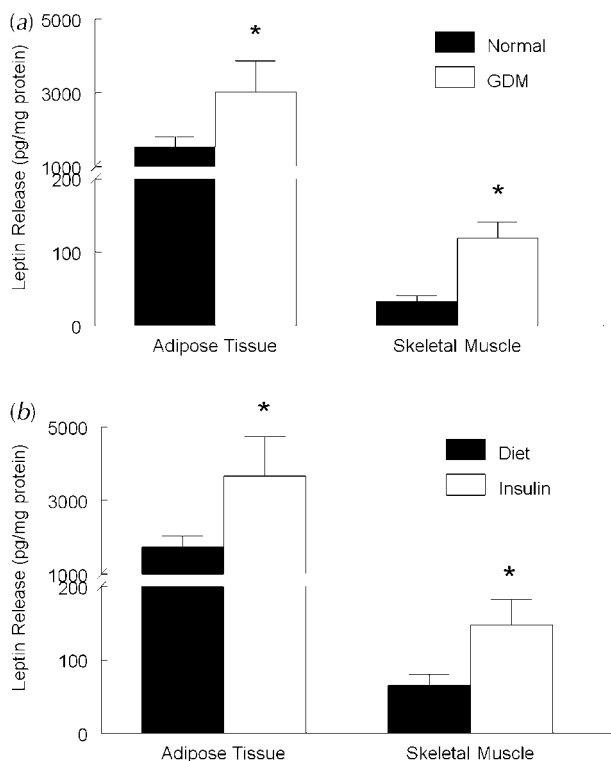 (a)
5000
3000
1000
200
100
0
Leptin Release (pg/mg protein)
*
*
Normal
GDM
Adipose Tissue
Skeletal Muscle
(b)
5000
3000
1000
200
100
0
Leptin Release (pg/mg protein)
*
*
Diet
Insulin
Adipose Tissue
Skeletal Muscle